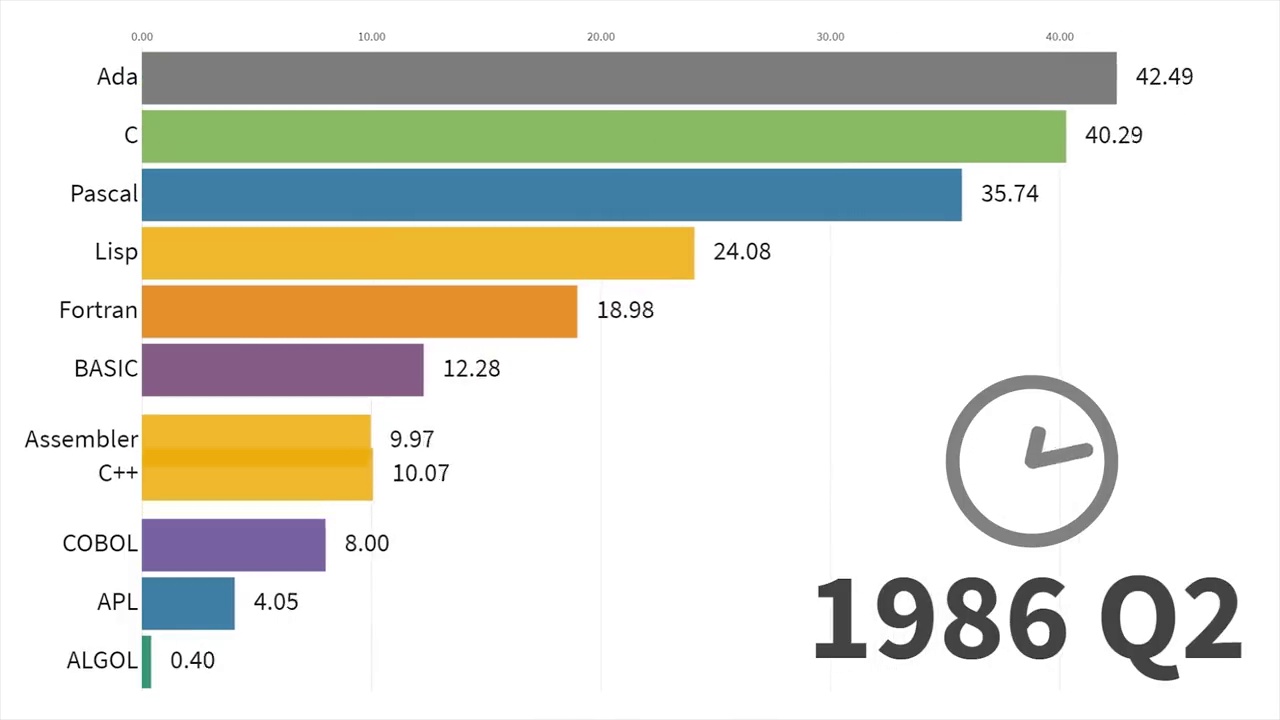 0.00 10.00 20.00 30.00 40.00
Ada 42.49
C 40.29
Pascal 35.74
Lisp 24.08
Fortran 18.98
BASIC 12.28
Assembler 9.97
C++ 10.07
COBOL 8.00
APL 4.05
ALGOL 0.40
1986 Q2